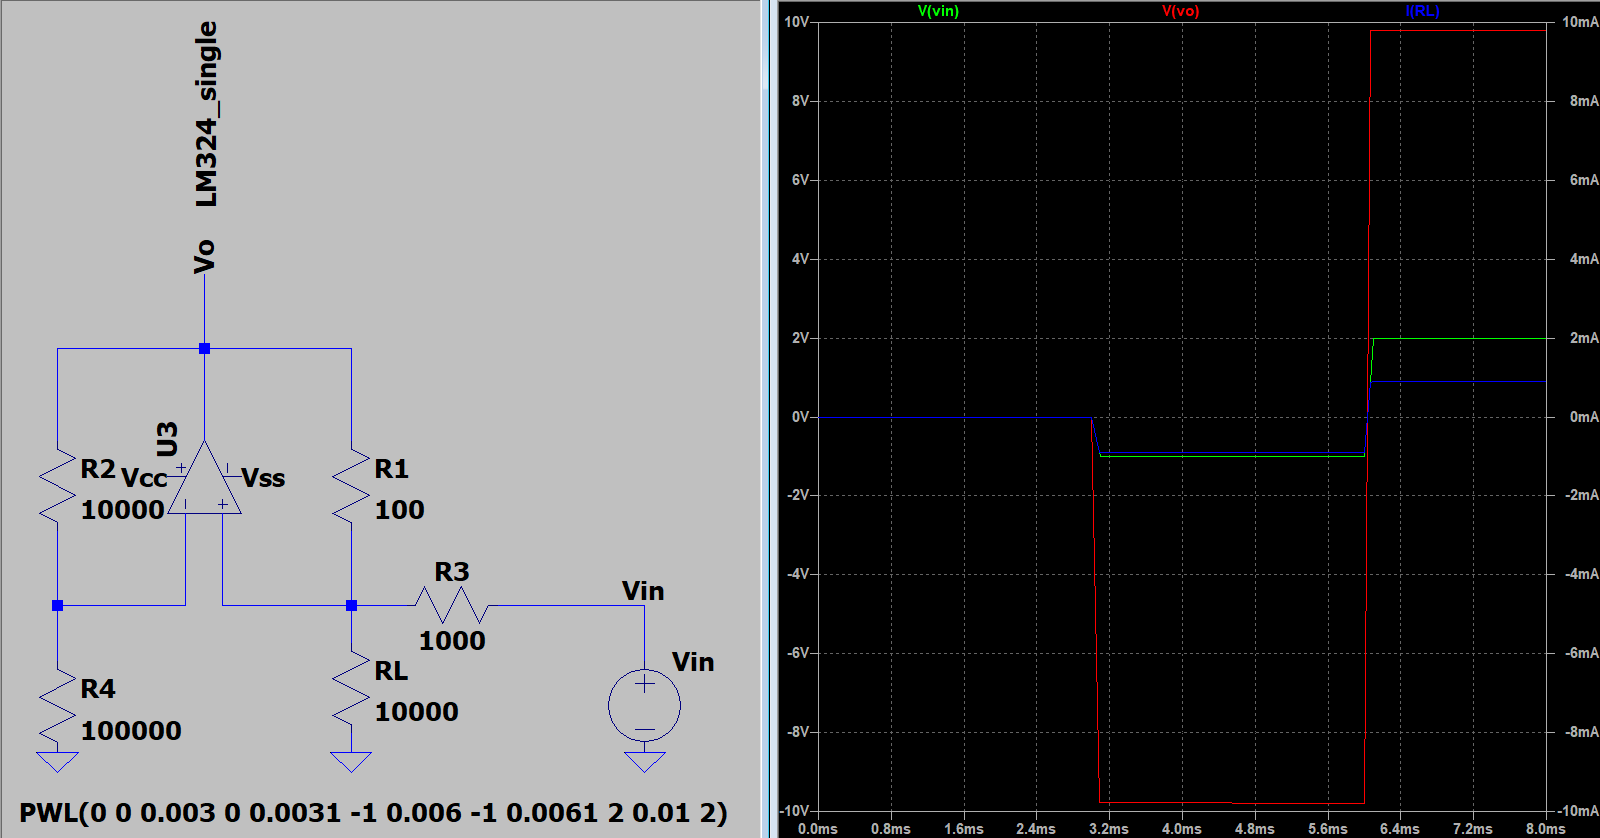 LM324_single
Vo
U3
R2
10000
Vcc
Vss
R1
100
R3
1000
Vin
Vin
R4
100000
RL
10000
PWL(0 0 0.003 0 0.0031 -1 0.006 -1 0.0061 2 0.01 2)
V(vin) V(vo) I(RL)
10V 10mA
8V 8mA
6V 6mA
4V 4mA
2V 2mA
0V 0mA
-2V -2mA
-4V -4mA
-6V -6mA
-8V -8mA
-10V -10mA
0.0ms 0.8ms 1.6ms 2.4ms 3.2ms 4.0ms 4.8ms 5.6ms 6.4ms 7.2ms 8.0ms